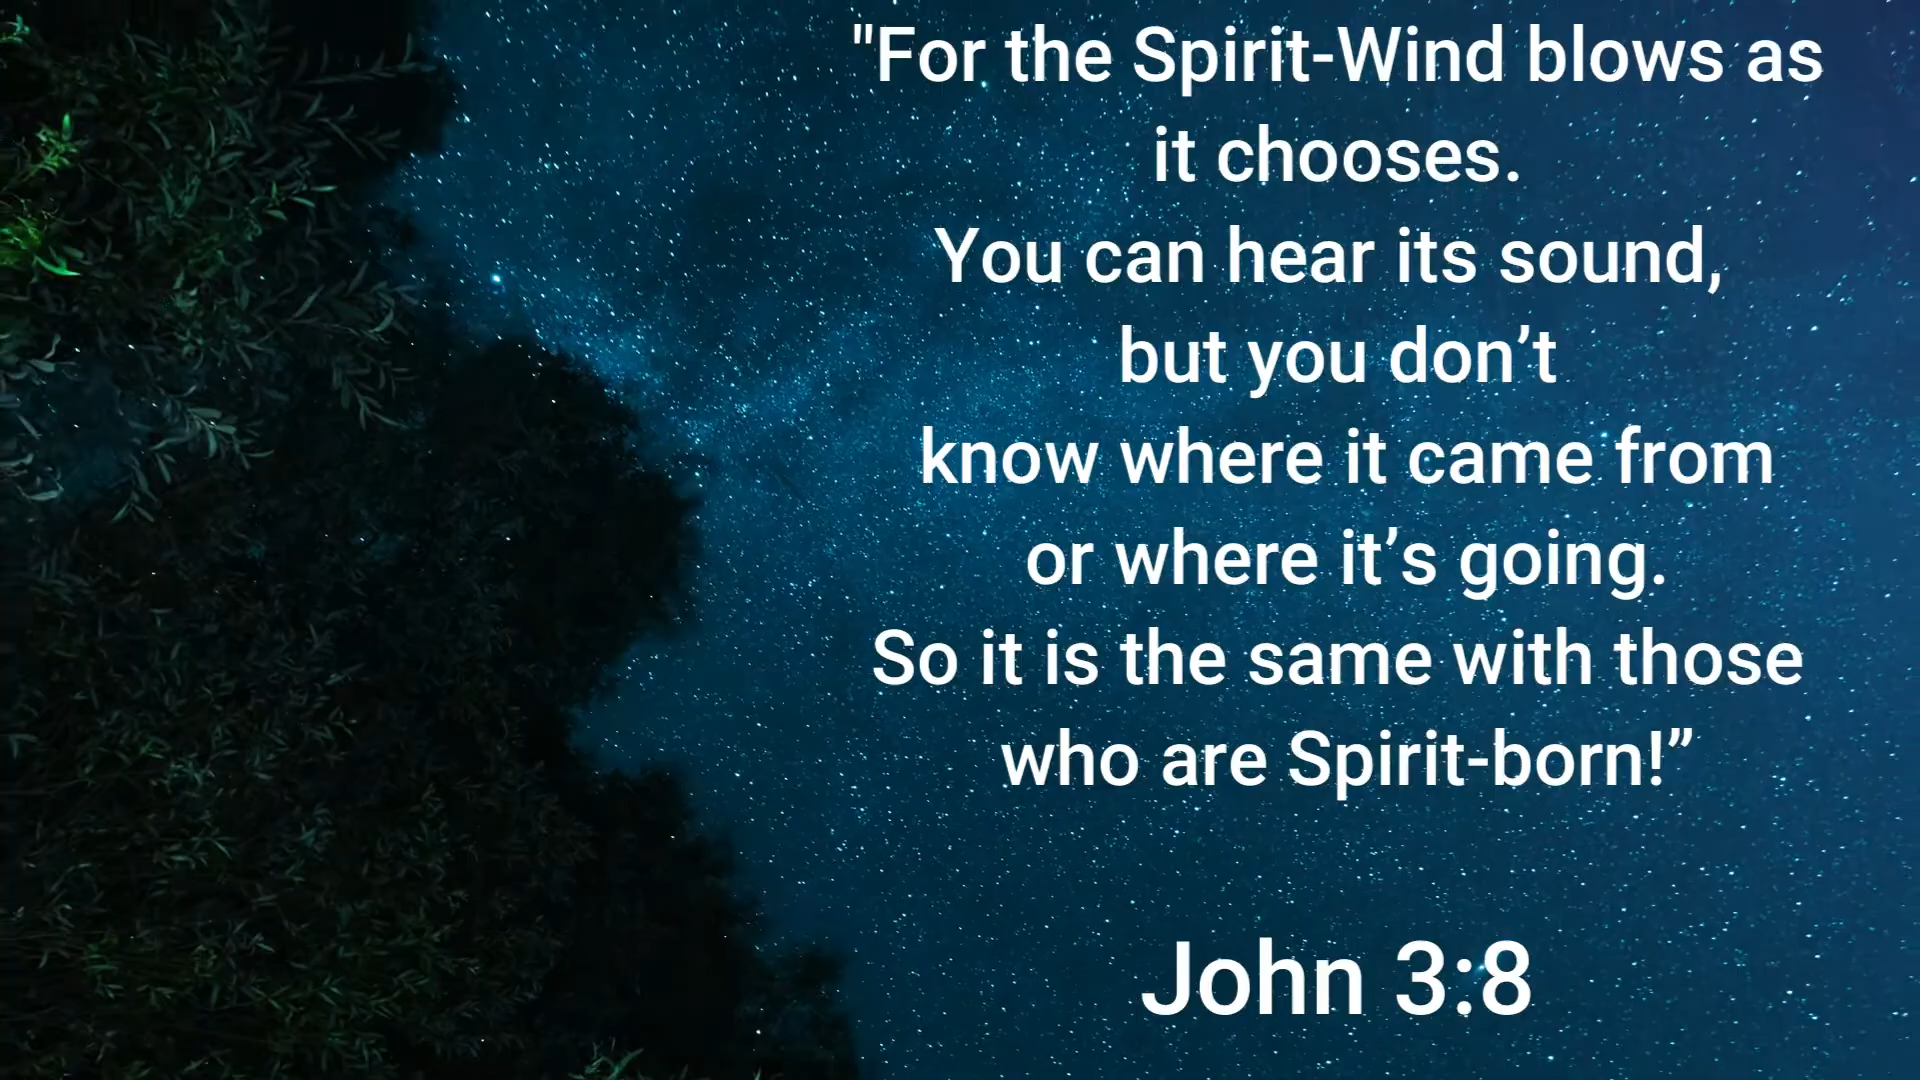 "For the Spirit-Wind blows as
it chooses.
You can hear its sound,
but you don’t
know where it came from
or where it’s going.
So it is the same with those
who are Spirit-born!”
John 3:8